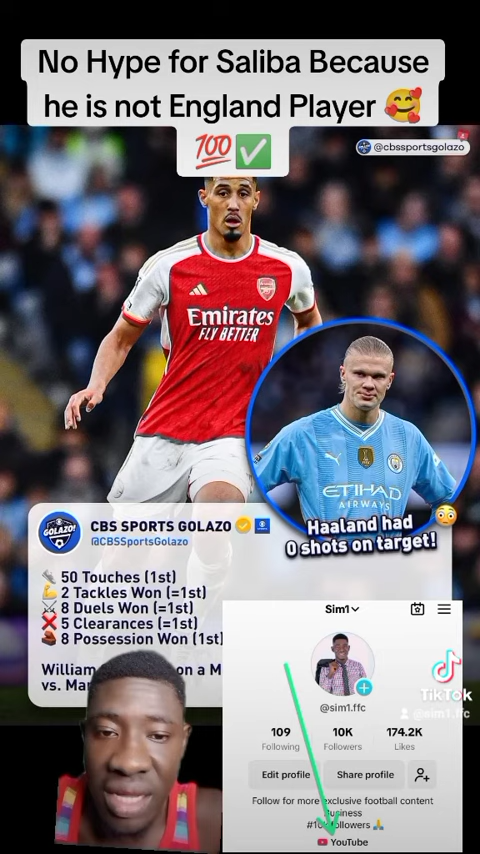 No Hype for Saliba Because
he is not England Player 🥰
💯✅
@cbssportsgolazo
Emirates
FLY BETTER
ETIHAD
AIRWAYS
Haaland had
0 shots on target!
GOLAZO!
CBS SPORTS GOLAZO
@CBSSportsGolazo
50 Touches (1st)
2 Tackles Won (=1st)
8 Duels Won (=1st)
5 Clearances (=1st)
8 Possession Won (1st)
William on a M
vs.
Sim1
@sim1.ffc
109 10K 174.2K
Following Followers Likes
Edit profile Share profile
Follow for more exclusive football content
Business
followers 🙏
YouTube
TikTok
@sim1.ffc